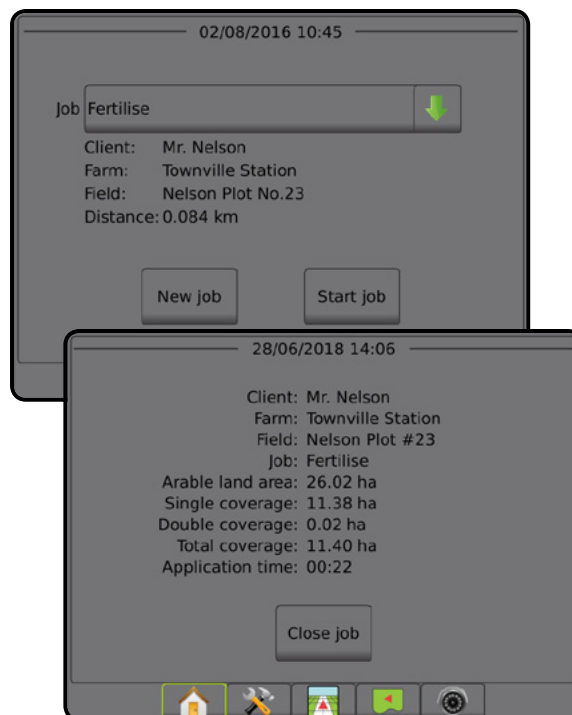 02/08/2016 10:45
Job Fertilise
Client: Mr. Nelson
Farm: Townville Station
Field: Nelson Plot No.23
Distance: 0.084 km
New job Start job
28/06/2018 14:06
Client: Mr. Nelson
Farm: Townville Station
Field: Nelson Plot #23
Job: Fertilise
Arable land area: 26.02 ha
Single coverage: 11.38 ha
Double coverage: 0.02 ha
Total coverage: 11.40 ha
Application time: 00:22
Close job